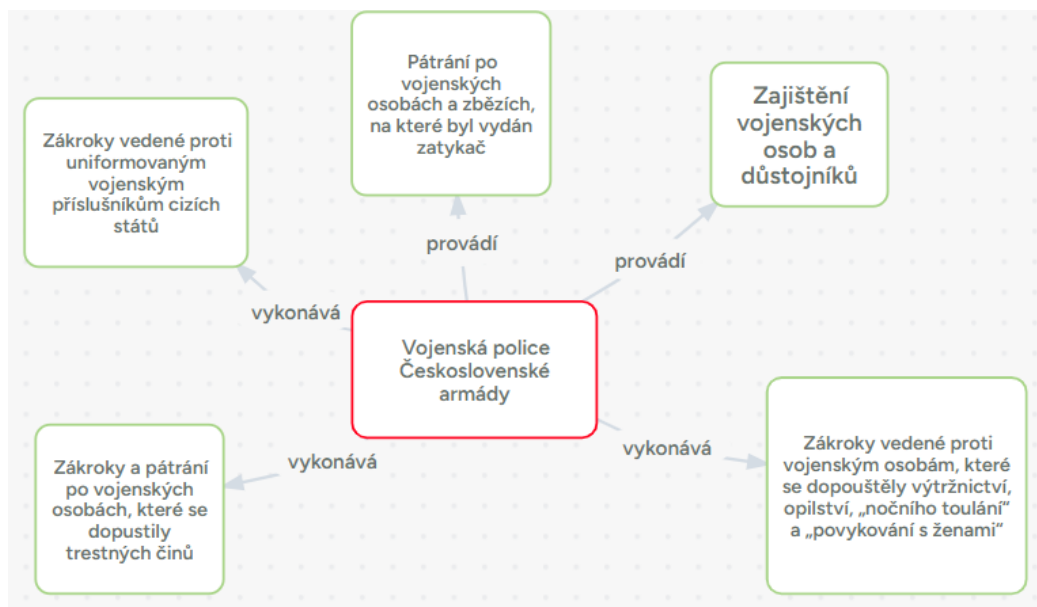 Pátrání po
vojenských
osobách a zbězích,
na které byl vydán
zatykač
Zajištění
vojenských
osob a
důstojníků
Zákroky vedené proti
uniformovaným
vojenským
příslušníkům cizích
států
provádí
provádí
vykonává
Vojenská police
Československé
armády
vykonává
vykonává
Zákroky a pátrání
po vojenských
osobách, které se
dopustily
trestných činů
Zákroky vedené proti
vojenským osobám, které
se dopouštěly výtržnictví,
opilství, „nočního toulání“
a „povykování s ženami“